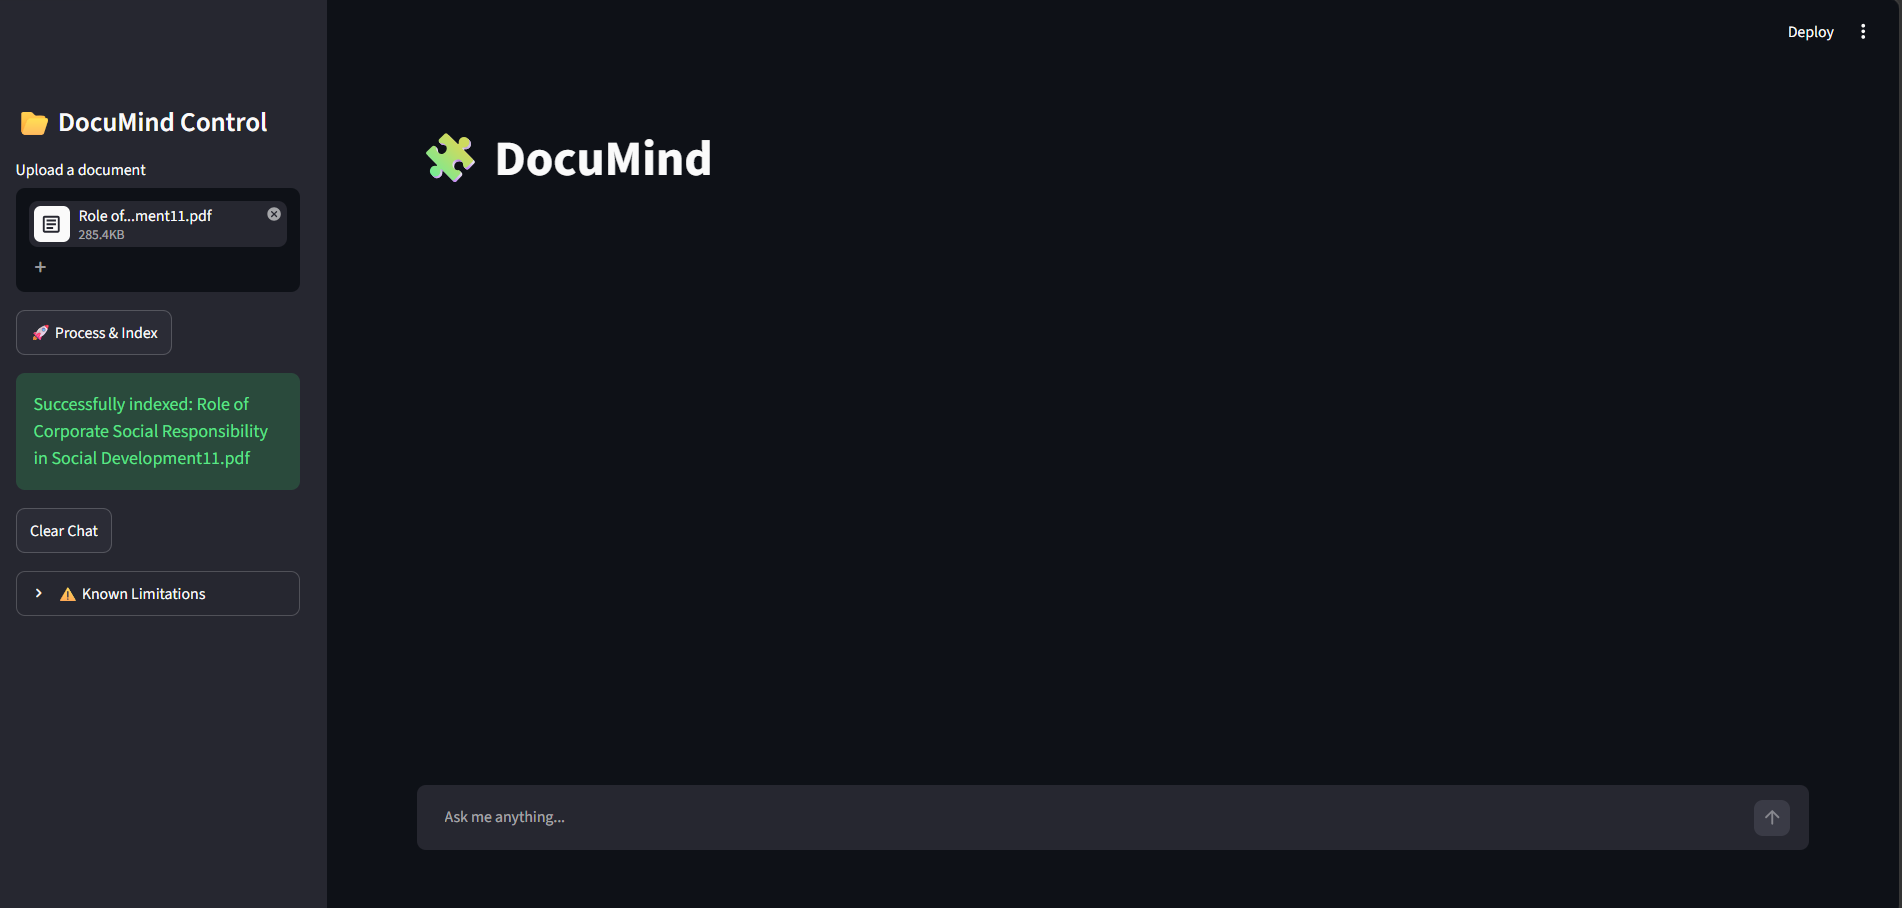 Deploy
DocuMind Control
Upload a document
Role of...ment11.pdf
285.4KB
Process & Index
Successfully indexed: Role of
Corporate Social Responsibility
in Social Development11.pdf
Clear Chat
Known Limitations
DocuMind
Ask me anything...